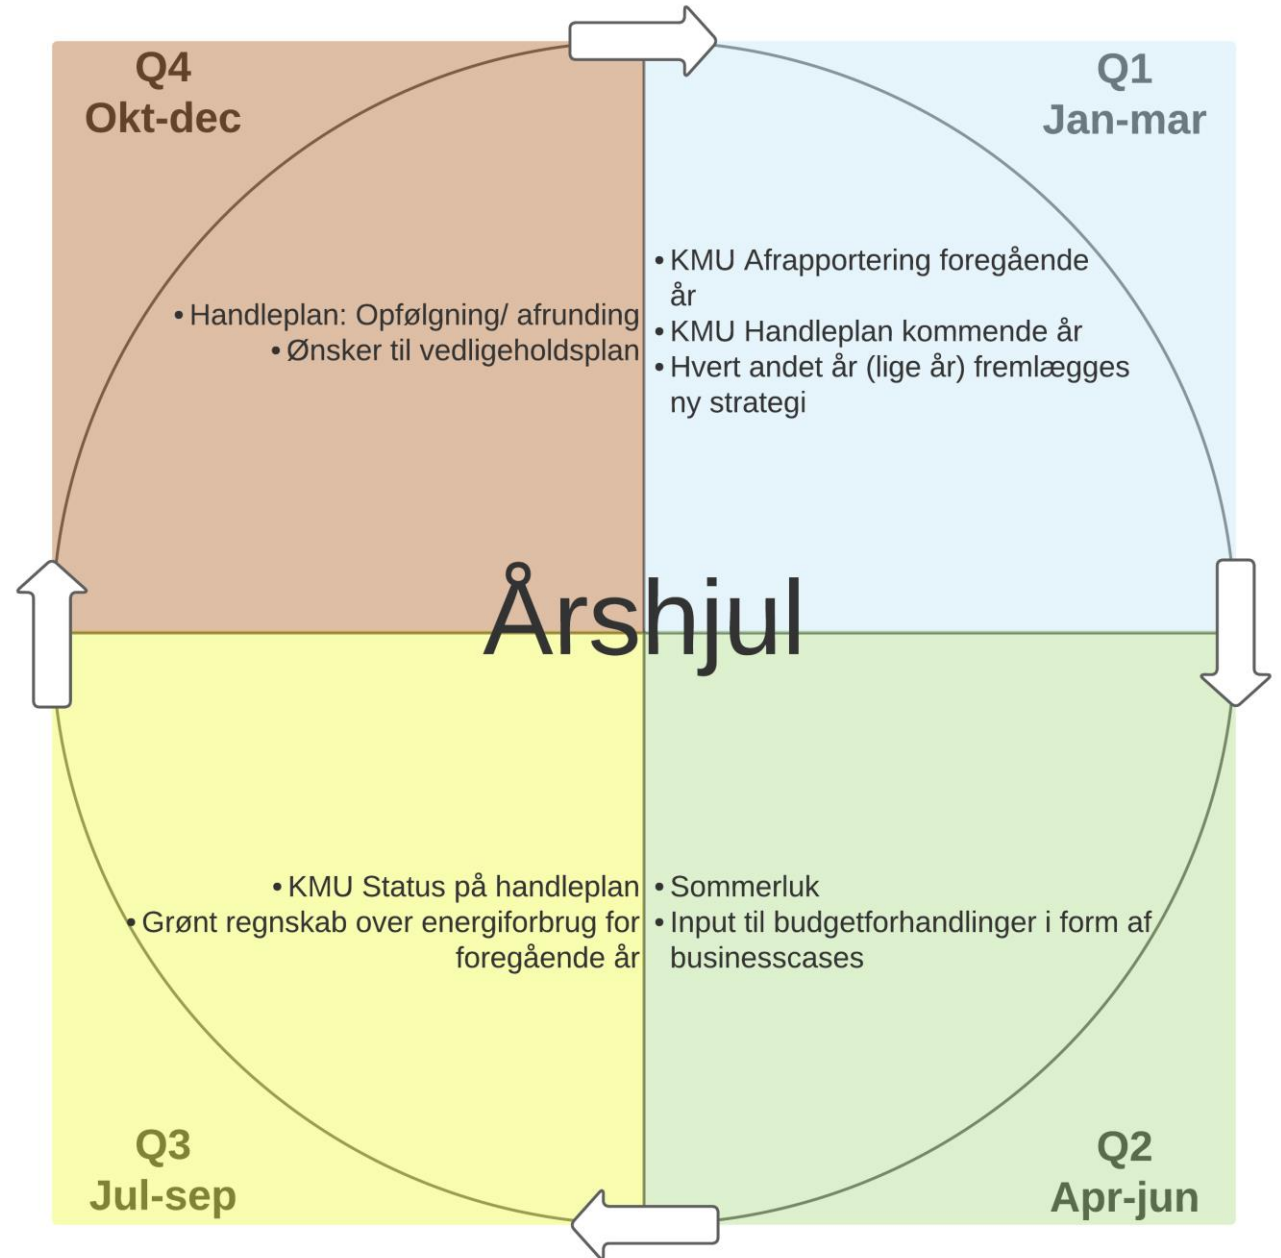 Q4
Okt-dec
Q1
Jan-mar
• Handleplan: Opfølgning/ afrunding
• Ønsker til vedligeholdsplan
• KMU Afrapportering foregående
år
• KMU Handleplan kommende år
• Hvert andet år (lige år) fremlægges
ny strategi
Årshjul
• KMU Status på handleplan
• Grønt regnskab over energiforbrug for
foregående år
• Sommerluk
• Input til budgetforhandlinger i form af
businesscases
Q3
Jul-sep
Q2
Apr-jun